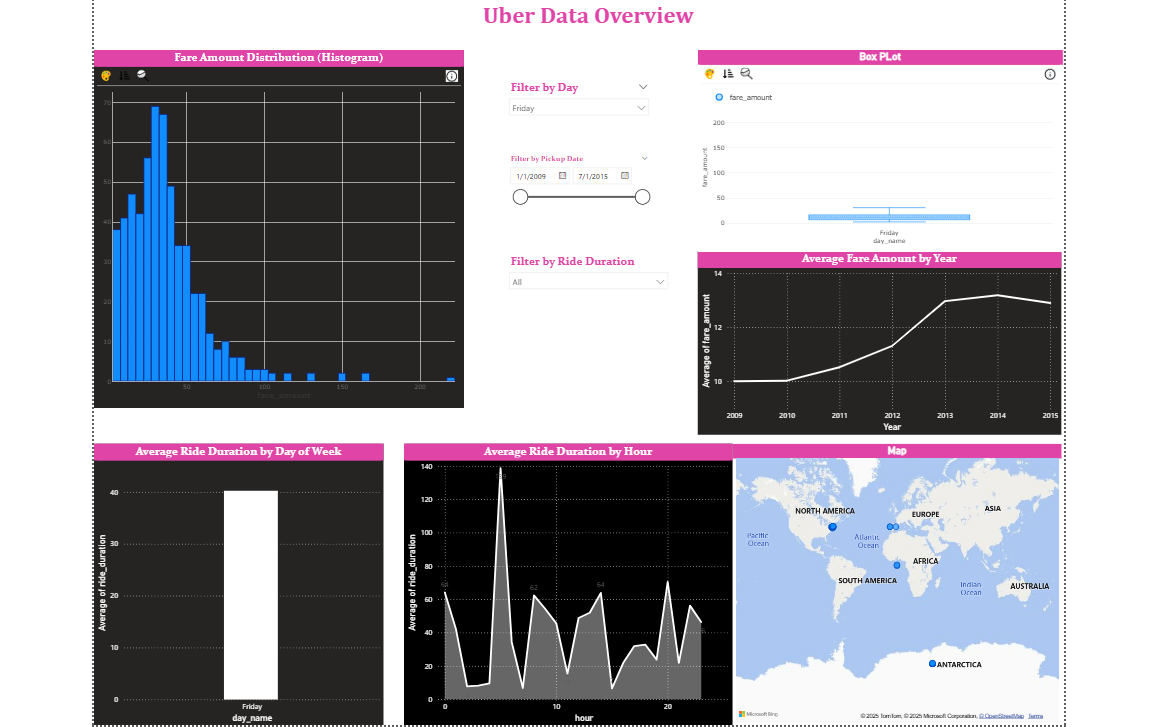 Uber Data Overview
Fare Amount Distribution (Histogram)
70
60
50
40
30
20
10
0
50
100
150
200
fare_amount
Filter by Day
Friday
Filter by Pickup Date
1/1/2009
7/1/2015
Filter by Ride Duration
All
Box PLot
fare_amount
200
150
100
50
0
fare_amount
Friday
day_name
Average Fare Amount by Year
14
12
10
Average of fare_amount
2009 2010 2011 2012 2013 2014 2015
Year
Average Ride Duration by Day of Week
40
30
20
10
0
Average of ride_duration
Friday
day_name
Average Ride Duration by Hour
140
120
100
80
60
40
20
0
Average of ride_duration
64
62
64
0
10
20
hour
Map
NORTH AMERICA
EUROPE
ASIA
Pacific
Ocean
Atlantic
Ocean
AFRICA
SOUTH AMERICA
Indian
Ocean
AUSTRALIA
ANTARCTICA
Microsoft Bing
© 2025 TomTom, © 2025 Microsoft Corporation, © OpenStreetMap Terms